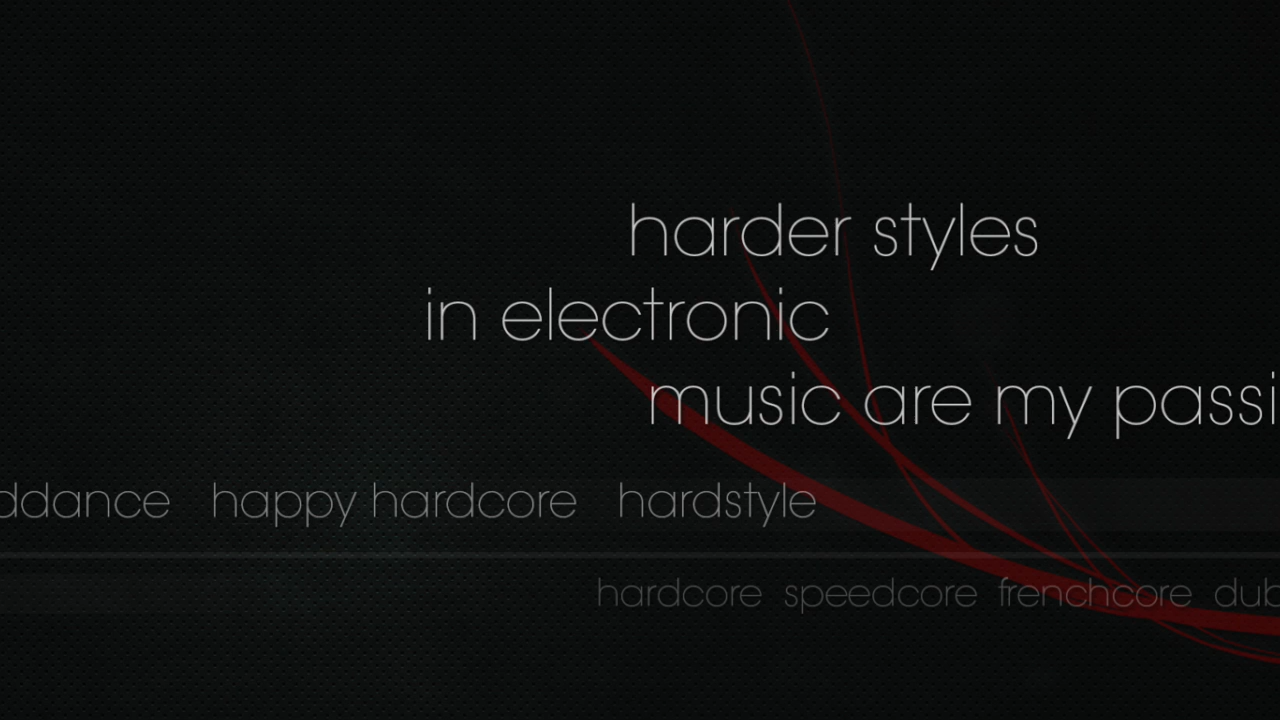 harder styles
in electronic
music are my passi
ddance happy hardcore hardstyle
hardcore speedcore frenchcore dub